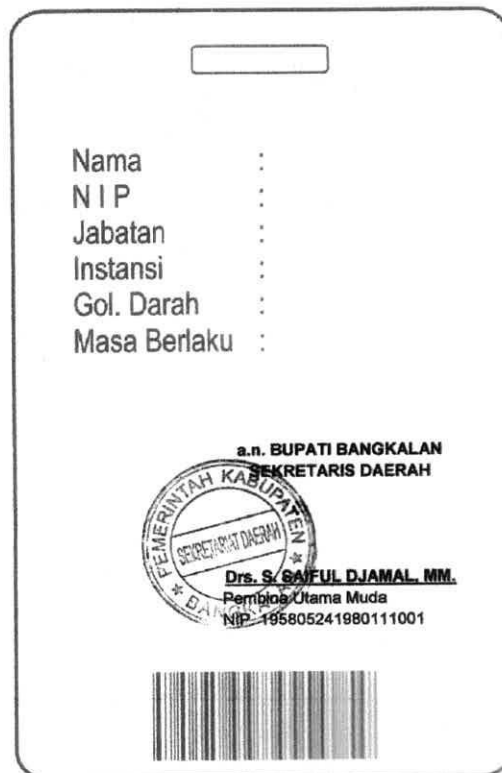 Nama :
N I P :
Jabatan :
Instansi :
Gol. Darah :
Masa Berlaku :
a.n. BUPATI BANGKALAN
SEKRETARIS DAERAH
PEMERINTAH KABUPATEN
SEKRETARIAT DAERAH
BANGKALAN
Drs. S. SAIFUL DJAMAL, MM.
Pembina Utama Muda
NIP. 195805241980111001